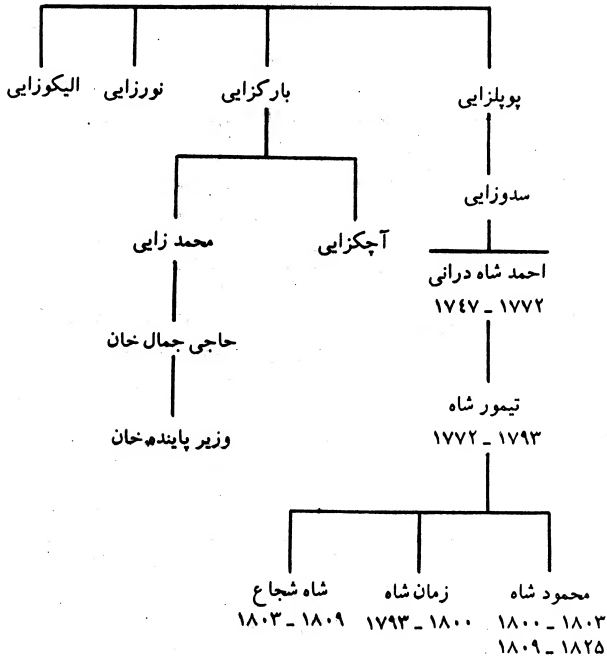 پوپلزایی
بارکزایی
نورزایی
الیکوزایی
سدوزایی
آچکزایی
محمد زایی
احمد شاه درانی
۱۷٤۷ ـ ۱۷۷۲
حاجی جمال خان
تیمور شاه
۱۷۷۲ ـ ۱۷۹۳
وزیر پاینده خان
محمود شاه
زمان شاه
شاه شجاع
۱۸۰۰ ـ ۱۸۰۳
۱۷۹۳ ـ ۱۸۰۰
۱۸۰۳ ـ ۱۸۰۹
۱۸۰۹ ـ ۱۸۲۵